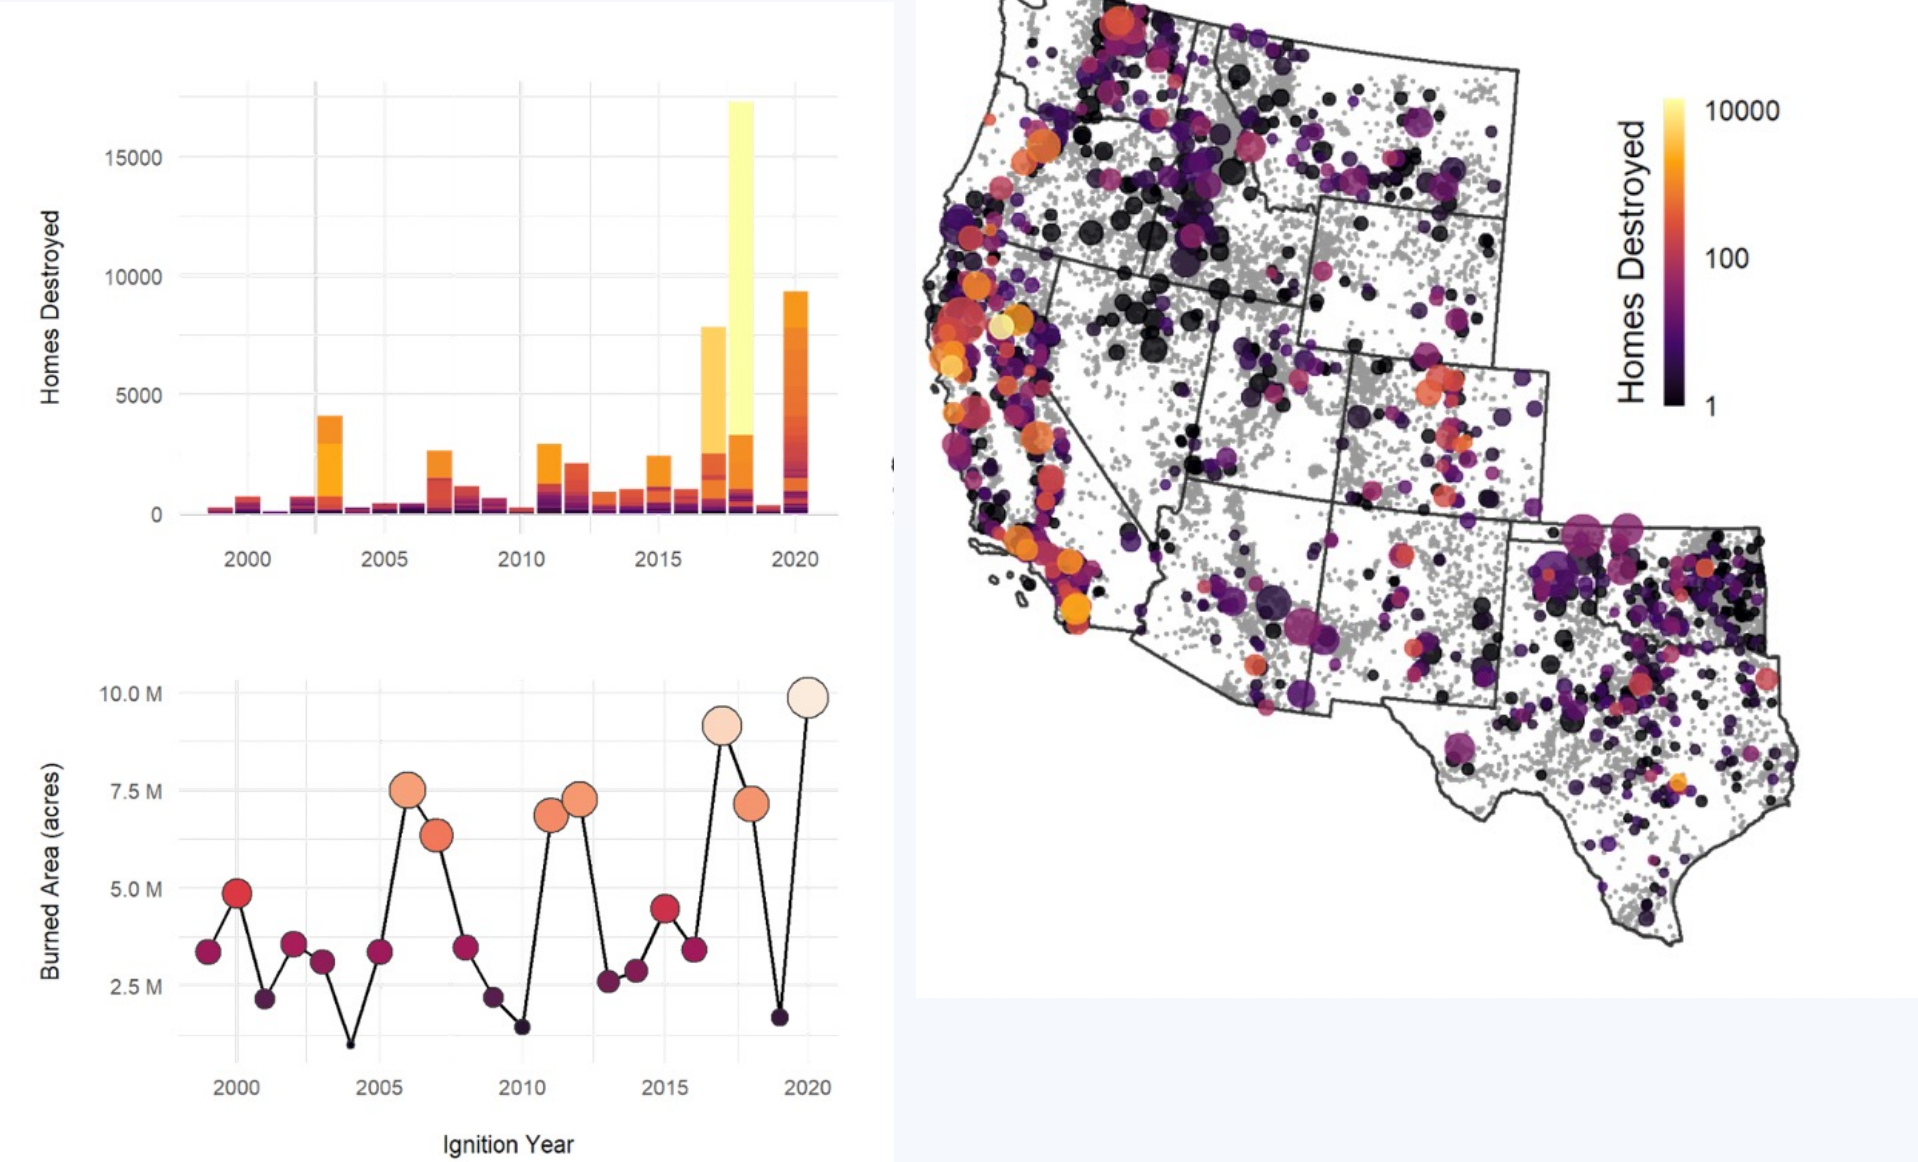 Homes Destroyed
15000
10000
5000
0
2000 2005 2010 2015 2020
Burned Area (acres)
10.0 M
7.5 M
5.0 M
2.5 M
2000 2005 2010 2015 2020
Ignition Year
Homes Destroyed
10000
100
1